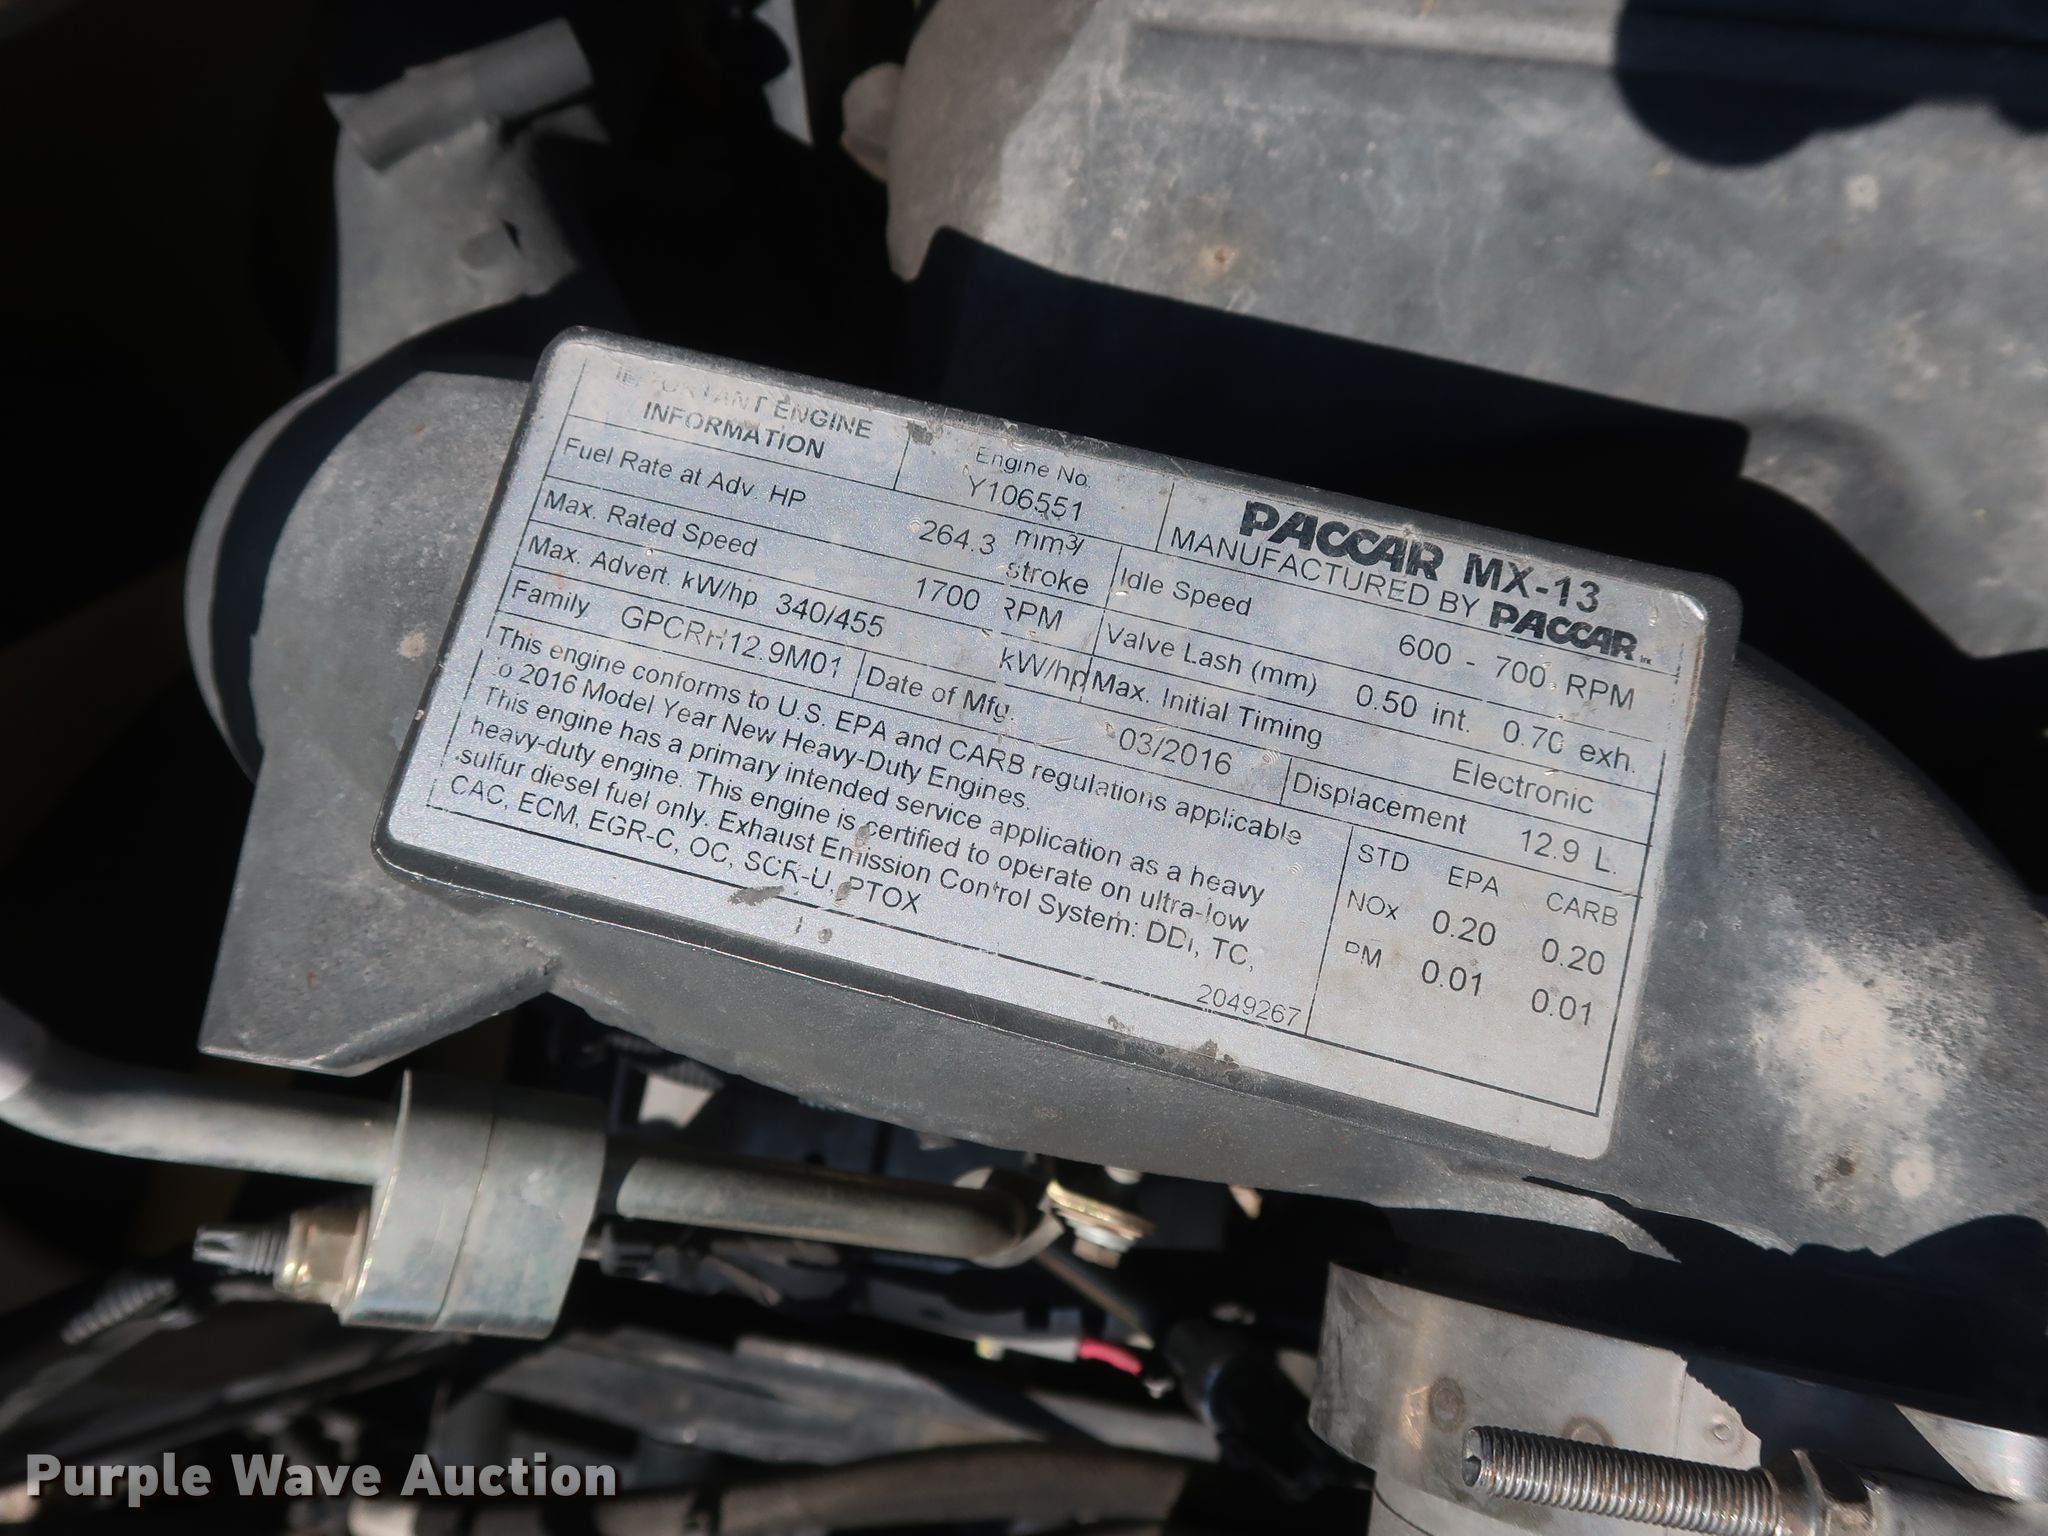 IMPORTANT ENGINE
INFORMATION
Engine No.
Y106551
PACCAR MX-13
MANUFACTURED BY PACCAR Inc
Fuel Rate at Adv. HP 264.3 mm3/
stroke
Idle Speed 600 - 700 RPM
Max. Rated Speed 1700 RPM
Valve Lash (mm) 0.50 int. 0.70 exh.
Max. Advert. kW/hp 340/455 kW/hp
Max. Initial Timing Electronic
Family GPCRH12.9M01
Date of Mfg. 03/2016
Displacement 12.9 L.
This engine conforms to U.S. EPA and CARB regulations applicable
to 2016 Model Year New Heavy-Duty Engines.
This engine has a primary intended service application as a heavy
heavy-duty engine. This engine is certified to operate on ultra-low
sulfur diesel fuel only. Exhaust Emission Control System: DDI, TC,
CAC, ECM, EGR-C, OC, SCR-U, PTOX
STD EPA CARB
NOx 0.20 0.20
PM 0.01 0.01
2049267
Purple Wave Auction